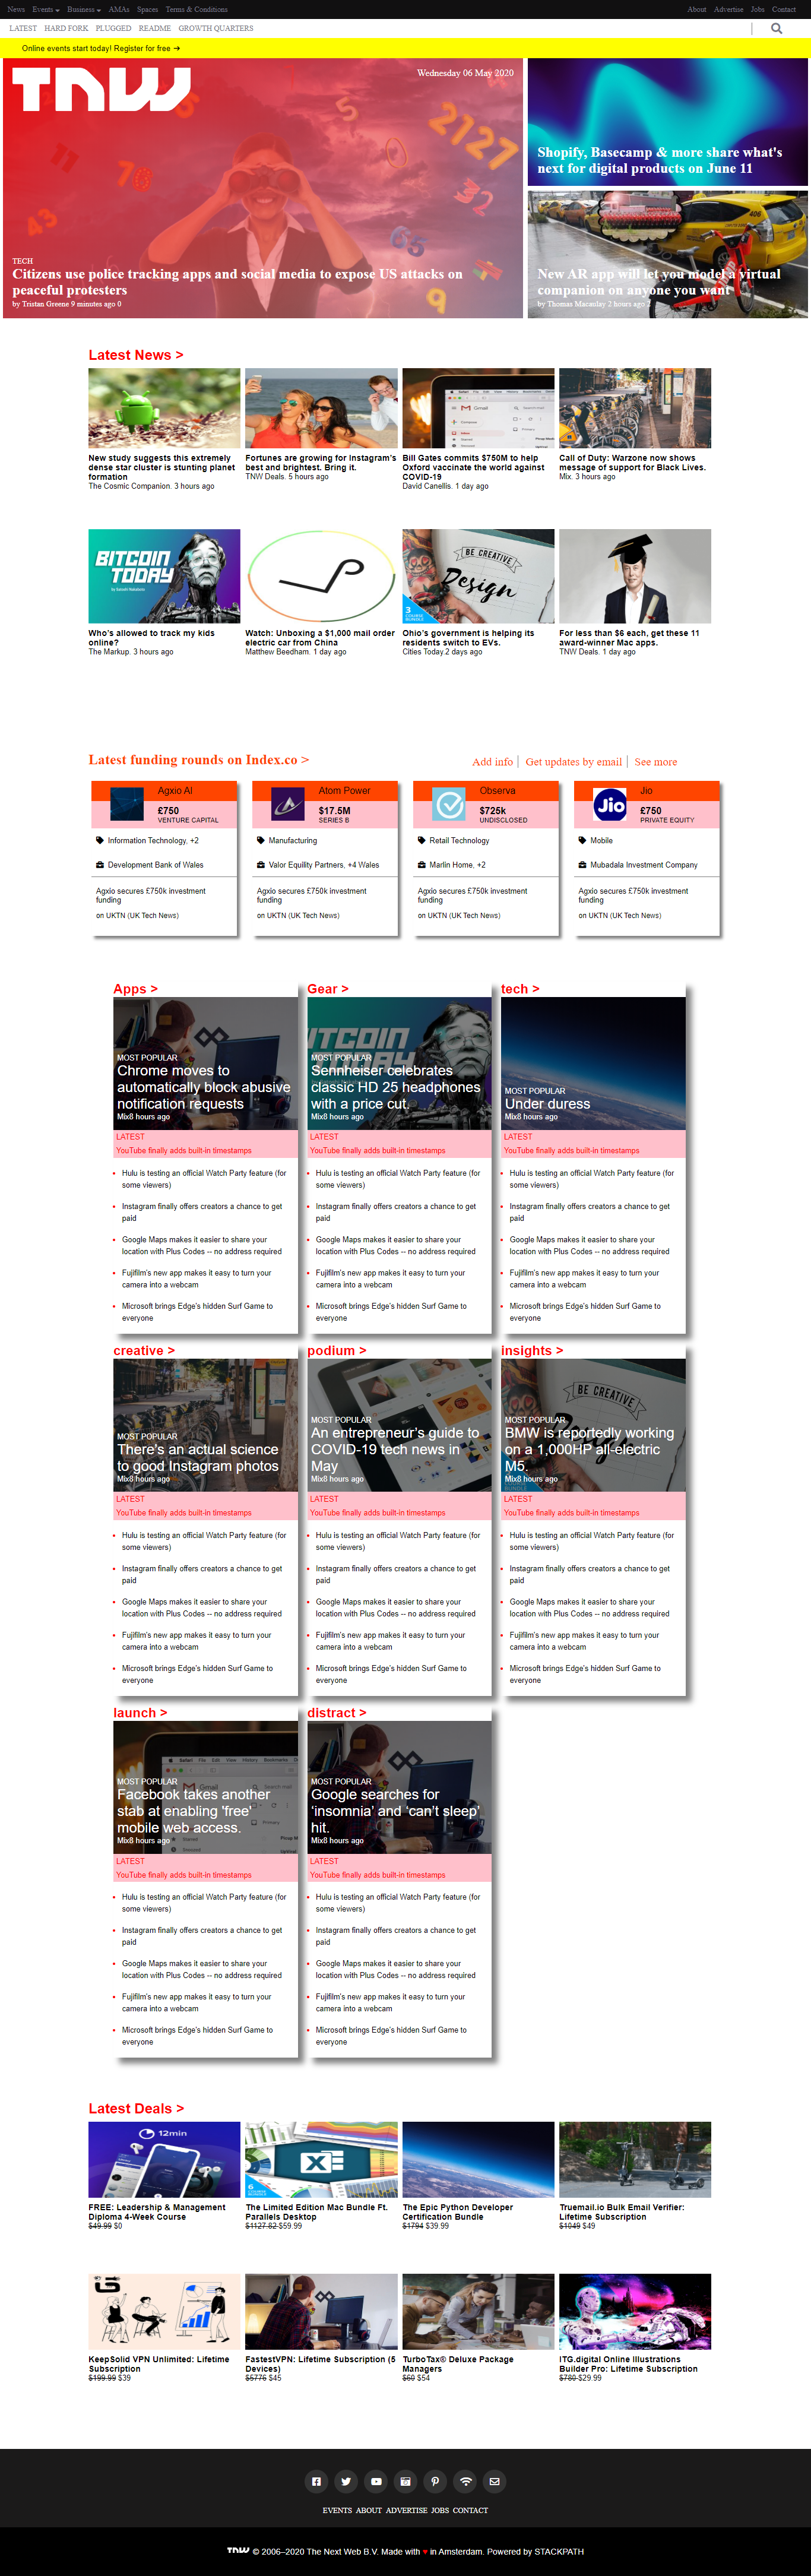 News Events Business AMAs Spaces Terms & Conditions About Advertise Jobs Contact
LATEST HARD FORK PLUGGED README GROWTH QUARTERS
Online events start today! Register for free ➔
TNW
Wednesday 06 May 2020
2127
TECH
Citizens use police tracking apps and social media to expose US attacks on
peaceful protesters
by Tristan Greene 9 minutes ago 0
Shopify, Basecamp & more share what's
next for digital products on June 11
New AR app will let you model a virtual
companion on anyone you want
by Thomas Macaulay 2 hours ago 2
Latest News >
New study suggests this extremely
dense star cluster is stunting planet
formation
The Cosmic Companion. 3 hours ago
Fortunes are growing for Instagram's
best and brightest. Bring it.
TNW Deals. 5 hours ago
Gmail
Bill Gates commits $750M to help
Oxford vaccinate the world against
COVID-19
David Canellis. 1 day ago
Call of Duty: Warzone now shows
message of support for Black Lives.
Mix. 3 hours ago
BITCOIN
TODAY
Who's allowed to track my kids
online?
The Markup. 3 hours ago
Watch: Unboxing a $1,000 mail order
electric car from China
Matthew Beedham. 1 day ago
BE CREATIVE
Design
3
COURSE
BUNDLE
Ohio's government is helping its
residents switch to EVs.
Cities Today.2 days ago
For less than $6 each, get these 11
award-winner Mac apps.
TNW Deals. 1 day ago
Latest funding rounds on Index.co >
Add info Get updates by email See more
Agxio AI
£750
VENTURE CAPITAL
Information Technology, +2
Development Bank of Wales
Agxio secures £750k investment
funding
on UKTN (UK Tech News)
Atom Power
$17.5M
SERIES B
Manufacturing
Valor Equility Partners, +4 Wales
Agxio secures £750k investment
funding
on UKTN (UK Tech News)
Observa
$725k
UNDISCLOSED
Retail Technology
Marlin Home, +2
Agxio secures £750k investment
funding
on UKTN (UK Tech News)
Jio
Jio
£750
PRIVATE EQUITY
Mobile
Mubadala Investment Company
Agxio secures £750k investment
funding
on UKTN (UK Tech News)
Apps >
MOST POPULAR
Chrome moves to
automatically block abusive
notification requests
Mix8 hours ago
LATEST
YouTube finally adds built-in timestamps
Hulu is testing an official Watch Party feature (for
some viewers)
Instagram finally offers creators a chance to get
paid
Google Maps makes it easier to share your
location with Plus Codes -- no address required
Fujifilm's new app makes it easy to turn your
camera into a webcam
Microsoft brings Edge's hidden Surf Game to
everyone
Gear >
MOST POPULAR
Sennheiser celebrates
classic HD 25 headphones
with a price cut.
Mix8 hours ago
LATEST
YouTube finally adds built-in timestamps
Hulu is testing an official Watch Party feature (for
some viewers)
Instagram finally offers creators a chance to get
paid
Google Maps makes it easier to share your
location with Plus Codes -- no address required
Fujifilm's new app makes it easy to turn your
camera into a webcam
Microsoft brings Edge's hidden Surf Game to
everyone
tech >
MOST POPULAR
Under duress
Mix8 hours ago
LATEST
YouTube finally adds built-in timestamps
Hulu is testing an official Watch Party feature (for
some viewers)
Instagram finally offers creators a chance to get
paid
Google Maps makes it easier to share your
location with Plus Codes -- no address required
Fujifilm's new app makes it easy to turn your
camera into a webcam
Microsoft brings Edge's hidden Surf Game to
everyone
creative >
MOST POPULAR
There's an actual science
to good Instagram photos
Mix8 hours ago
LATEST
YouTube finally adds built-in timestamps
Hulu is testing an official Watch Party feature (for
some viewers)
Instagram finally offers creators a chance to get
paid
Google Maps makes it easier to share your
location with Plus Codes -- no address required
Fujifilm's new app makes it easy to turn your
camera into a webcam
Microsoft brings Edge's hidden Surf Game to
everyone
podium >
MOST POPULAR
An entrepreneur's guide to
COVID-19 tech news in
May
Mix8 hours ago
LATEST
YouTube finally adds built-in timestamps
Hulu is testing an official Watch Party feature (for
some viewers)
Instagram finally offers creators a chance to get
paid
Google Maps makes it easier to share your
location with Plus Codes -- no address required
Fujifilm's new app makes it easy to turn your
camera into a webcam
Microsoft brings Edge's hidden Surf Game to
everyone
insights >
BE CREATIVE
MOST POPULAR
BMW is reportedly working
on a 1,000HP all-electric
M5.
Mix8 hours ago
LATEST
YouTube finally adds built-in timestamps
Hulu is testing an official Watch Party feature (for
some viewers)
Instagram finally offers creators a chance to get
paid
Google Maps makes it easier to share your
location with Plus Codes -- no address required
Fujifilm's new app makes it easy to turn your
camera into a webcam
Microsoft brings Edge's hidden Surf Game to
everyone
launch >
MOST POPULAR
Facebook takes another
stab at enabling 'free'
mobile web access.
Mix8 hours ago
LATEST
YouTube finally adds built-in timestamps
Hulu is testing an official Watch Party feature (for
some viewers)
Instagram finally offers creators a chance to get
paid
Google Maps makes it easier to share your
location with Plus Codes -- no address required
Fujifilm's new app makes it easy to turn your
camera into a webcam
Microsoft brings Edge's hidden Surf Game to
everyone
distract >
MOST POPULAR
Google searches for
'insomnia' and 'can't sleep'
hit.
Mix8 hours ago
LATEST
YouTube finally adds built-in timestamps
Hulu is testing an official Watch Party feature (for
some viewers)
Instagram finally offers creators a chance to get
paid
Google Maps makes it easier to share your
location with Plus Codes -- no address required
Fujifilm's new app makes it easy to turn your
camera into a webcam
Microsoft brings Edge's hidden Surf Game to
everyone
Latest Deals >
12min
FREE: Leadership & Management
Diploma 4-Week Course
$49.99 $0
The Limited Edition Mac Bundle Ft.
Parallels Desktop
$1127.82 $59.99
The Epic Python Developer
Certification Bundle
$1794 $39.99
Truemail.io Bulk Email Verifier:
Lifetime Subscription
$1049 $49
KeepSolid VPN Unlimited: Lifetime
Subscription
$199.99 $39
FastestVPN: Lifetime Subscription (5
Devices)
$5776 $45
TurboTax® Deluxe Package
Managers
$60 $54
ITG.digital Online Illustrations
Builder Pro: Lifetime Subscription
$780 $29.99
EVENTS ABOUT ADVERTISE JOBS CONTACT
TNW © 2006–2020 The Next Web B.V. Made with ♥ in Amsterdam. Powered by STACKPATH